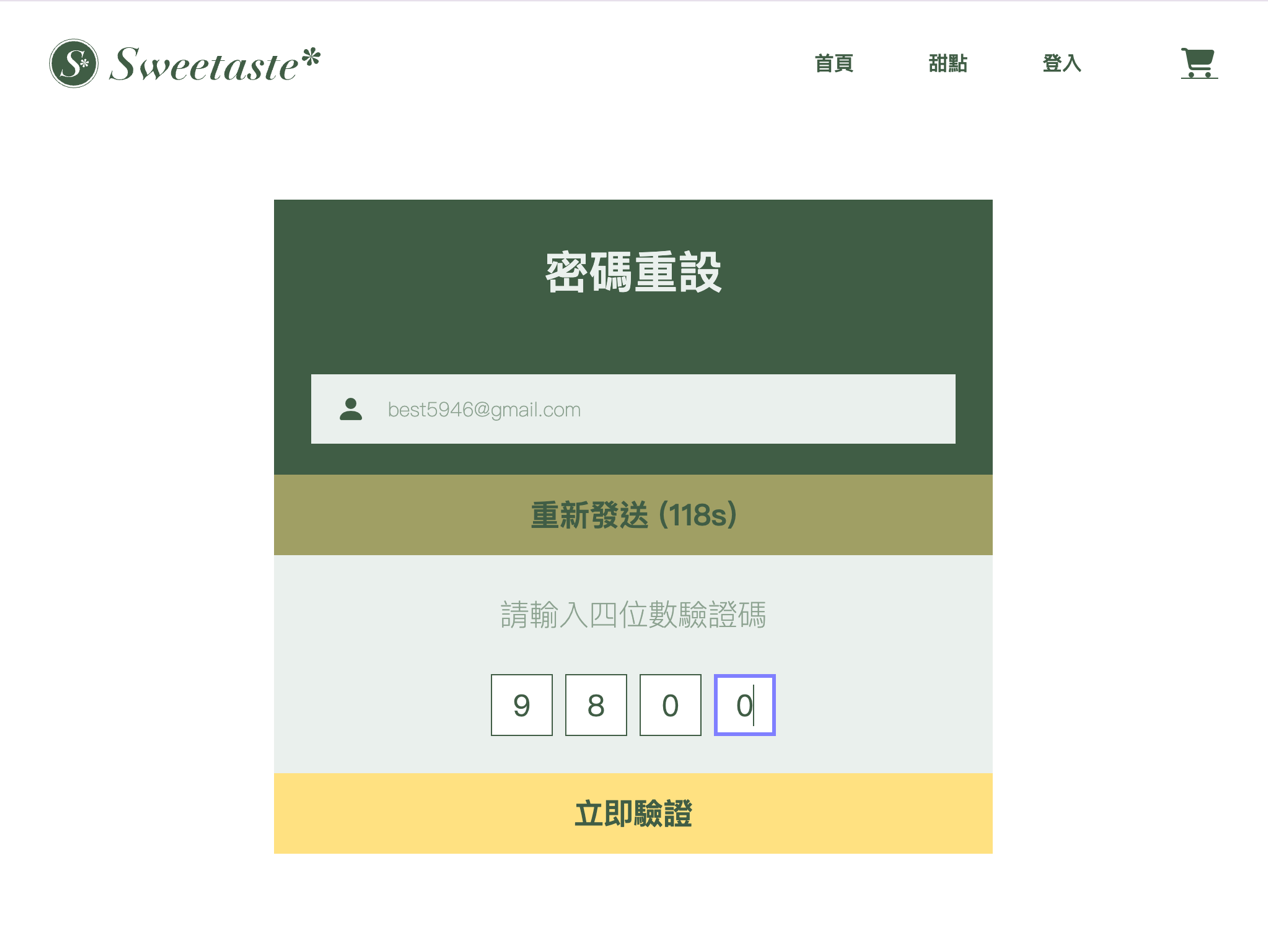 S* Sweetaste*
首頁 甜點 登入
密碼重設
best5946@gmail.com
重新發送 (118s)
請輸入四位數驗證碼
9 8 0 0
立即驗證